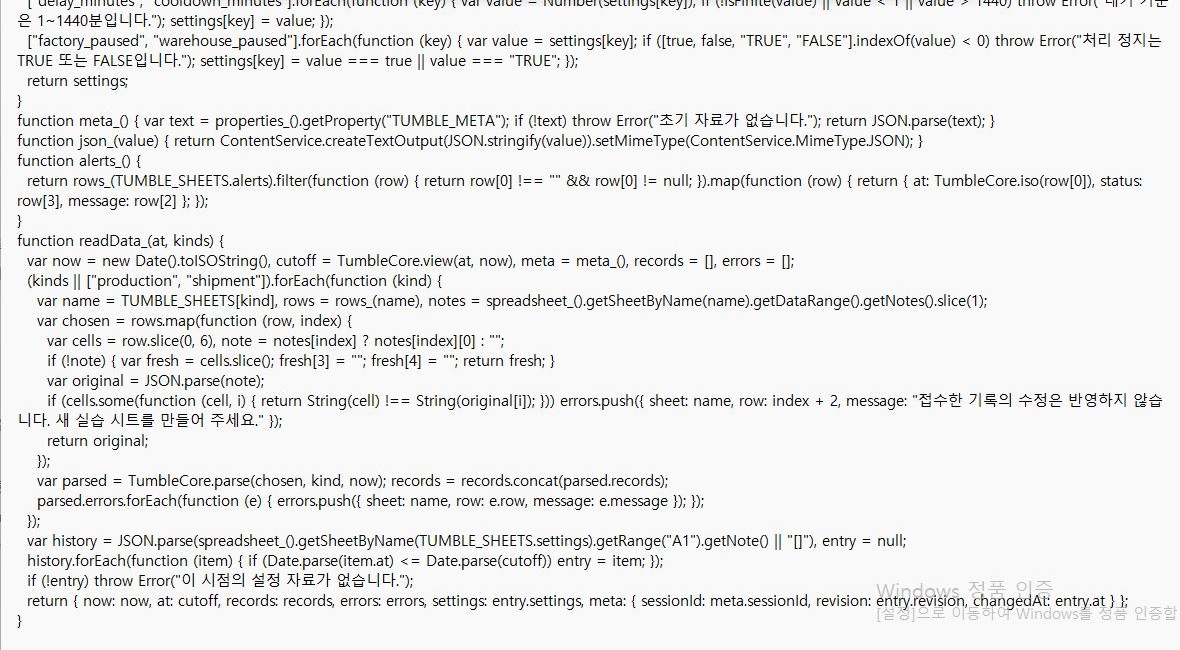 ["delay_minutes", "cooldown_minutes"].forEach(function (key) { var value = Number(settings[key]); if (!isFinite(value) || value < 1 || value > 1440) throw Error("대기 기준
은 1~1440분입니다."); settings[key] = value; });
["factory_paused", "warehouse_paused"].forEach(function (key) { var value = settings[key]; if ([true, false, "TRUE", "FALSE"].indexOf(value) < 0) throw Error("처리 정지는
TRUE 또는 FALSE입니다."); settings[key] = value === true || value === "TRUE"; });
return settings;
}
function meta_() { var text = properties_().getProperty("TUMBLE_META"); if (!text) throw Error("초기 자료가 없습니다."); return JSON.parse(text); }
function json_(value) { return ContentService.createTextOutput(JSON.stringify(value)).setMimeType(ContentService.MimeType.JSON); }
function alerts_() {
return rows_(TUMBLE_SHEETS.alerts).filter(function (row) { return row[0] !== "" && row[0] != null; }).map(function (row) { return { at: TumbleCore.iso(row[0]), status:
row[3], message: row[2] }; });
}
function readData_(at, kinds) {
var now = new Date().toISOString(), cutoff = TumbleCore.view(at, now), meta = meta_(), records = [], errors = [];
(kinds || ["production", "shipment"]).forEach(function (kind) {
var name = TUMBLE_SHEETS[kind], rows = rows_(name), notes = spreadsheet_().getSheetByName(name).getDataRange().getNotes().slice(1);
var chosen = rows.map(function (row, index) {
var cells = row.slice(0, 6), note = notes[index] ? notes[index][0] : "";
if (!note) { var fresh = cells.slice(); fresh[3] = ""; fresh[4] = ""; return fresh; }
var original = JSON.parse(note);
if (cells.some(function (cell, i) { return String(cell) !== String(original[i]); })) errors.push({ sheet: name, row: index + 2, message: "접수한 기록의 수정은 반영하지 않습
니다. 새 실습 시트를 만들어 주세요." });
return original;
});
var parsed = TumbleCore.parse(chosen, kind, now); records = records.concat(parsed.records);
parsed.errors.forEach(function (e) { errors.push({ sheet: name, row: e.row, message: e.message }); });
});
var history = JSON.parse(spreadsheet_().getSheetByName(TUMBLE_SHEETS.settings).getRange("A1").getNote() || "[]"), entry = null;
history.forEach(function (item) { if (Date.parse(item.at) <= Date.parse(cutoff)) entry = item; });
if (!entry) throw Error("이 시점의 설정 자료가 없습니다.");
return { now: now, at: cutoff, records: records, errors: errors, settings: entry.settings, meta: { sessionId: meta.sessionId, revision: entry.revision, changedAt: entry.at } };
}
Windows 정품 인증
[설정]으로 이동하여 Windows를 정품 인증합